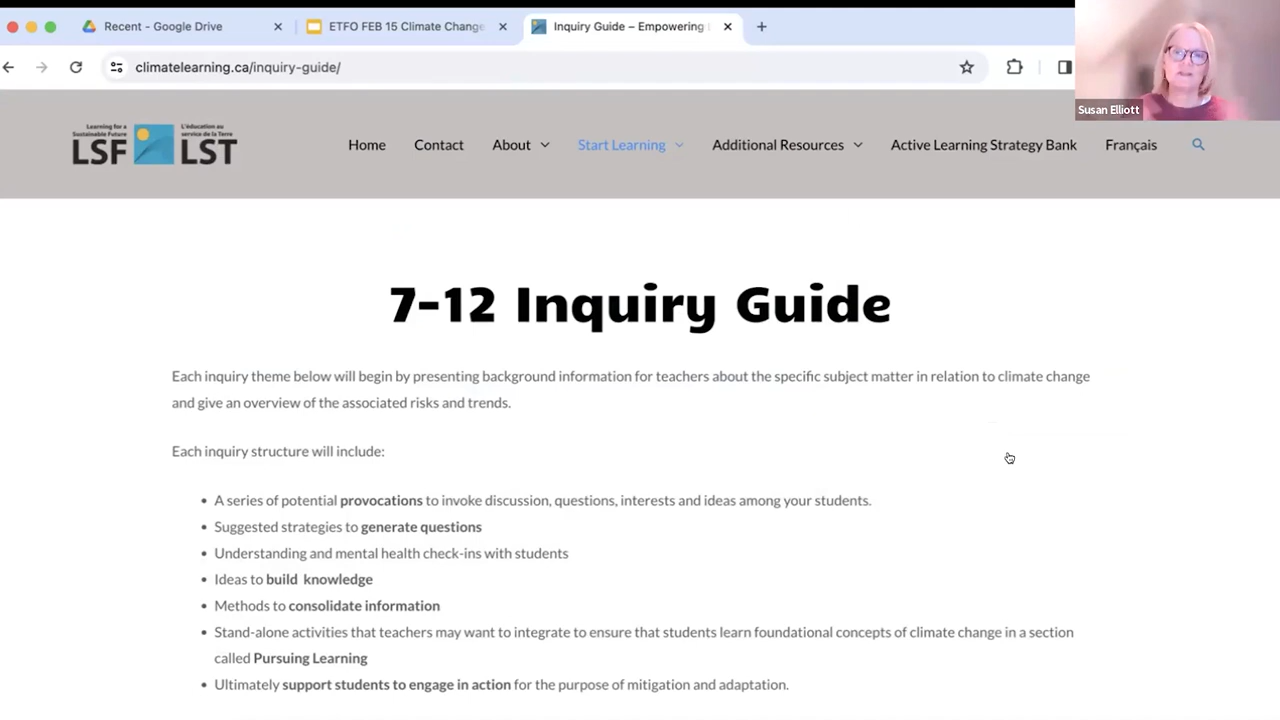 Recent - Google Drive
ETFO FEB 15 Climate Change
Inquiry Guide – Empowering
climatelearning.ca/inquiry-guide/
Susan Elliott
Learning for a
Sustainable Future
LSF
L'éducation au
service de la Terre
LST
Home
Contact
About
Start Learning
Additional Resources
Active Learning Strategy Bank
Français
7-12 Inquiry Guide
Each inquiry theme below will begin by presenting background information for teachers about the specific subject matter in relation to climate change
and give an overview of the associated risks and trends.
Each inquiry structure will include:
• A series of potential provocations to invoke discussion, questions, interests and ideas among your students.
• Suggested strategies to generate questions
• Understanding and mental health check-ins with students
• Ideas to build knowledge
• Methods to consolidate information
• Stand-alone activities that teachers may want to integrate to ensure that students learn foundational concepts of climate change in a section
called Pursuing Learning
• Ultimately support students to engage in action for the purpose of mitigation and adaptation.